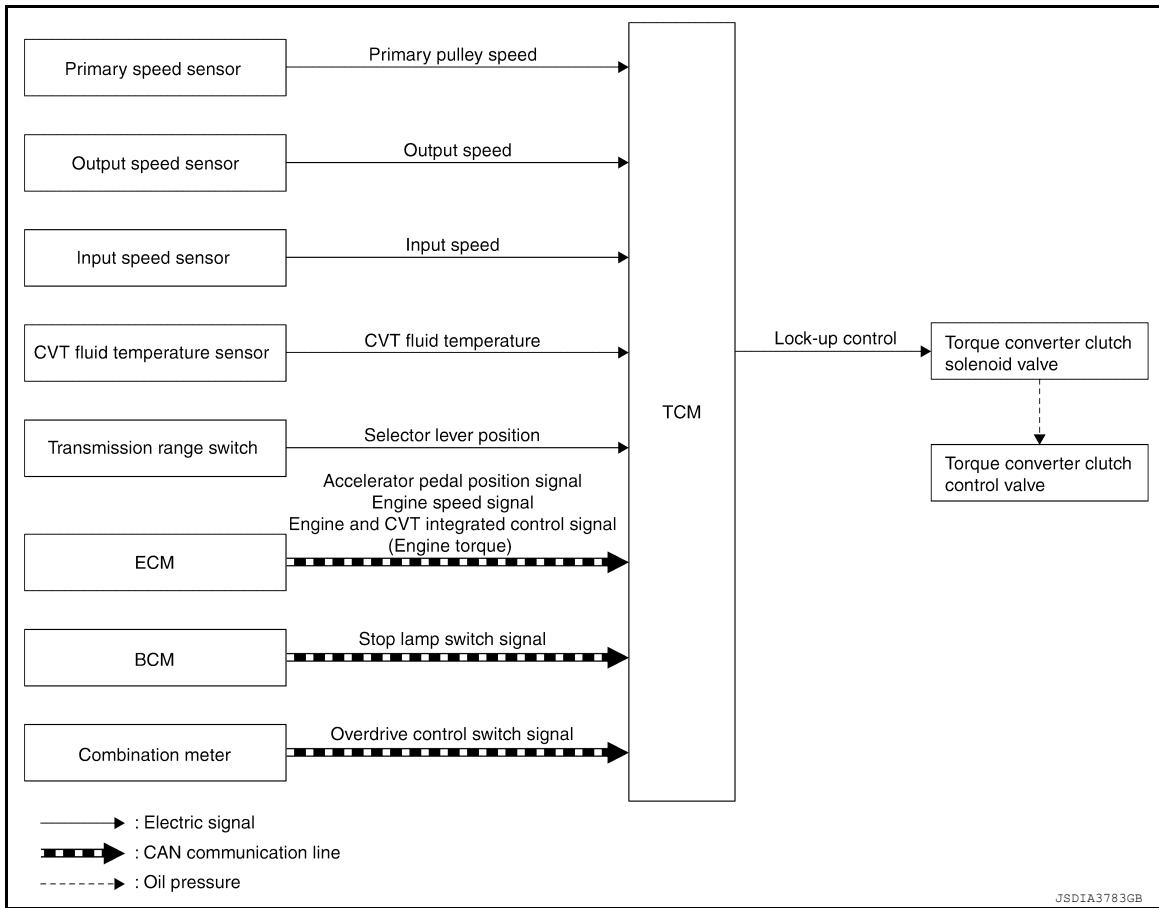 Primary speed sensor
Primary pulley speed
Output speed sensor
Output speed
Input speed sensor
Input speed
CVT fluid temperature sensor
CVT fluid temperature
Transmission range switch
Selector lever position
ECM
Accelerator pedal position signal
Engine speed signal
Engine and CVT integrated control signal
(Engine torque)
BCM
Stop lamp switch signal
Combination meter
Overdrive control switch signal
TCM
Lock-up control
Torque converter clutch
solenoid valve
Torque converter clutch
control valve
: Electric signal
: CAN communication line
: Oil pressure
JSDIA3783GB